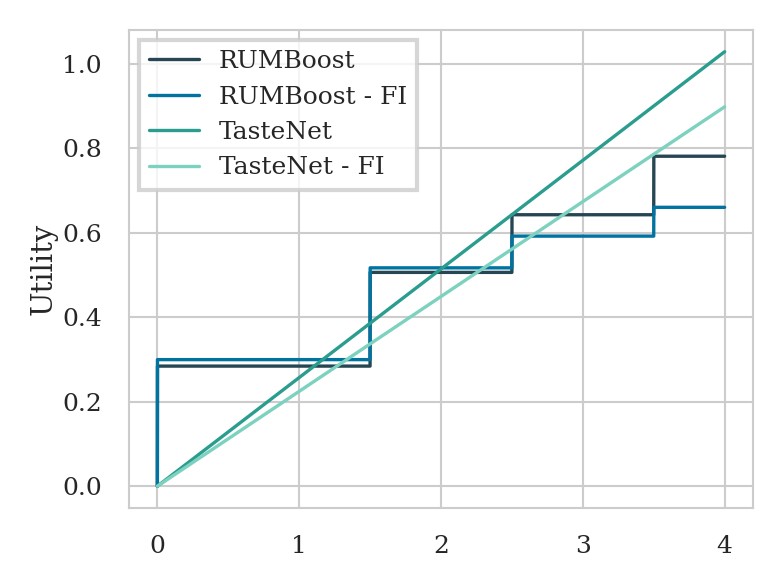 RUMBoost
RUMBoost - FI
TasteNet
TasteNet - FI
Utility
1.0
0.8
0.6
0.4
0.2
0.0
0 1 2 3 4